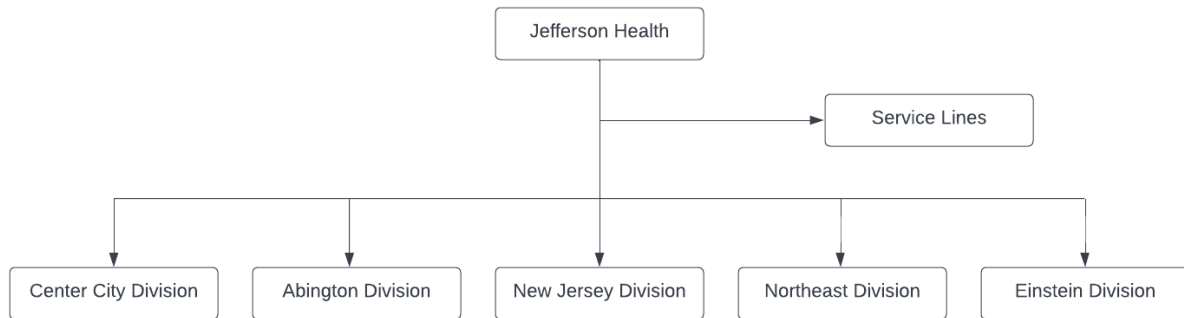 Jefferson Health
Service Lines
Center City Division
Abington Division
New Jersey Division
Northeast Division
Einstein Division